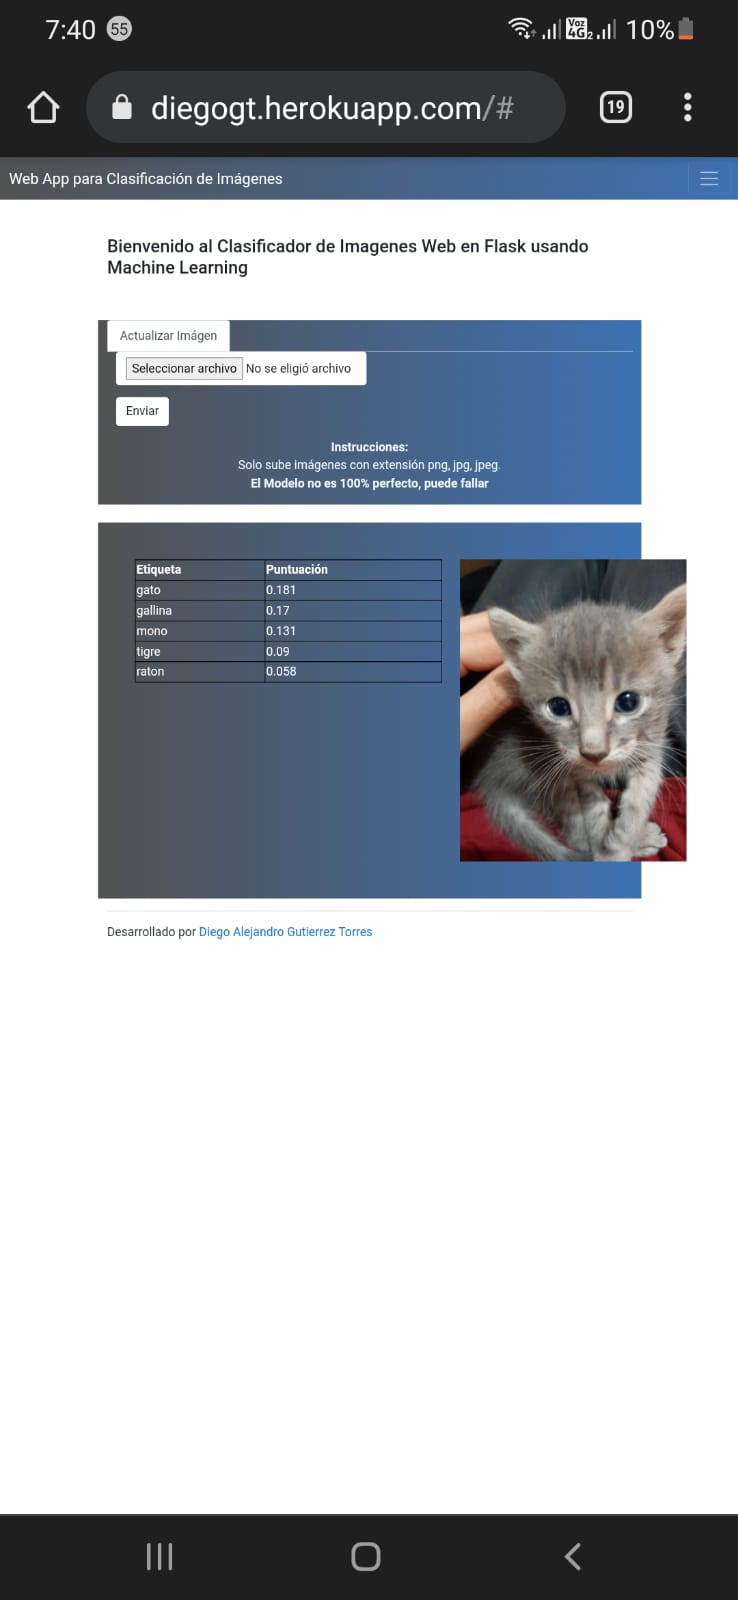 7:40 55 Voz 4G 2 10%
diegogt.herokuapp.com/# 19
Web App para Clasificación de Imágenes
Bienvenido al Clasificador de Imagenes Web en Flask usando
Machine Learning
Actualizar Imágen
Seleccionar archivo No se eligió archivo
Enviar
Instrucciones:
Solo sube imágenes con extensión png, jpg, jpeg.
El Modelo no es 100% perfecto, puede fallar
Etiqueta Puntuación
gato 0.181
gallina 0.17
mono 0.131
tigre 0.09
raton 0.058
Desarrollado por Diego Alejandro Gutierrez Torres